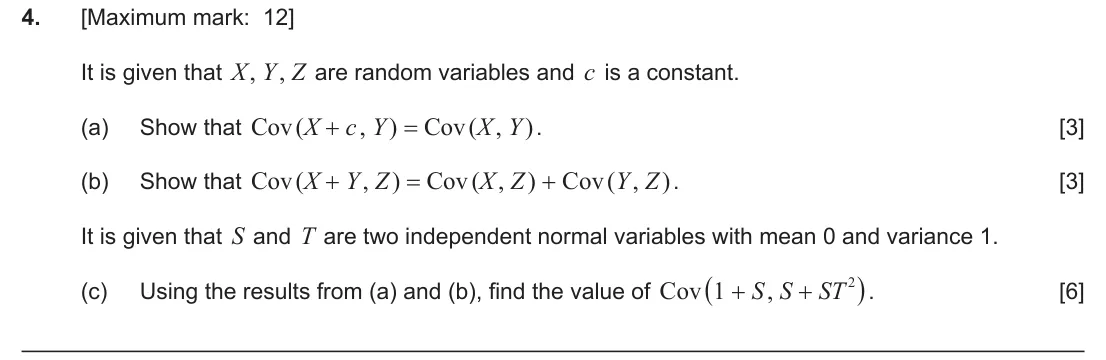 4. [Maximum mark: 12]
It is given that X, Y, Z are random variables and c is a constant.
(a) Show that Cov(X + c, Y) = Cov(X, Y). [3]
(b) Show that Cov(X + Y, Z) = Cov(X, Z) + Cov(Y, Z). [3]
It is given that S and T are two independent normal variables with mean 0 and variance 1.
(c) Using the results from (a) and (b), find the value of Cov(1 + S, S + ST²). [6]